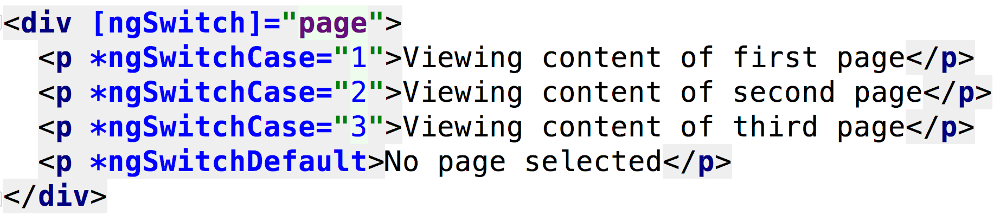 <div [ngSwitch]="page">
  <p *ngSwitchCase="1">Viewing content of first page</p>
  <p *ngSwitchCase="2">Viewing content of second page</p>
  <p *ngSwitchCase="3">Viewing content of third page</p>
  <p *ngSwitchDefault>No page selected</p>
</div>